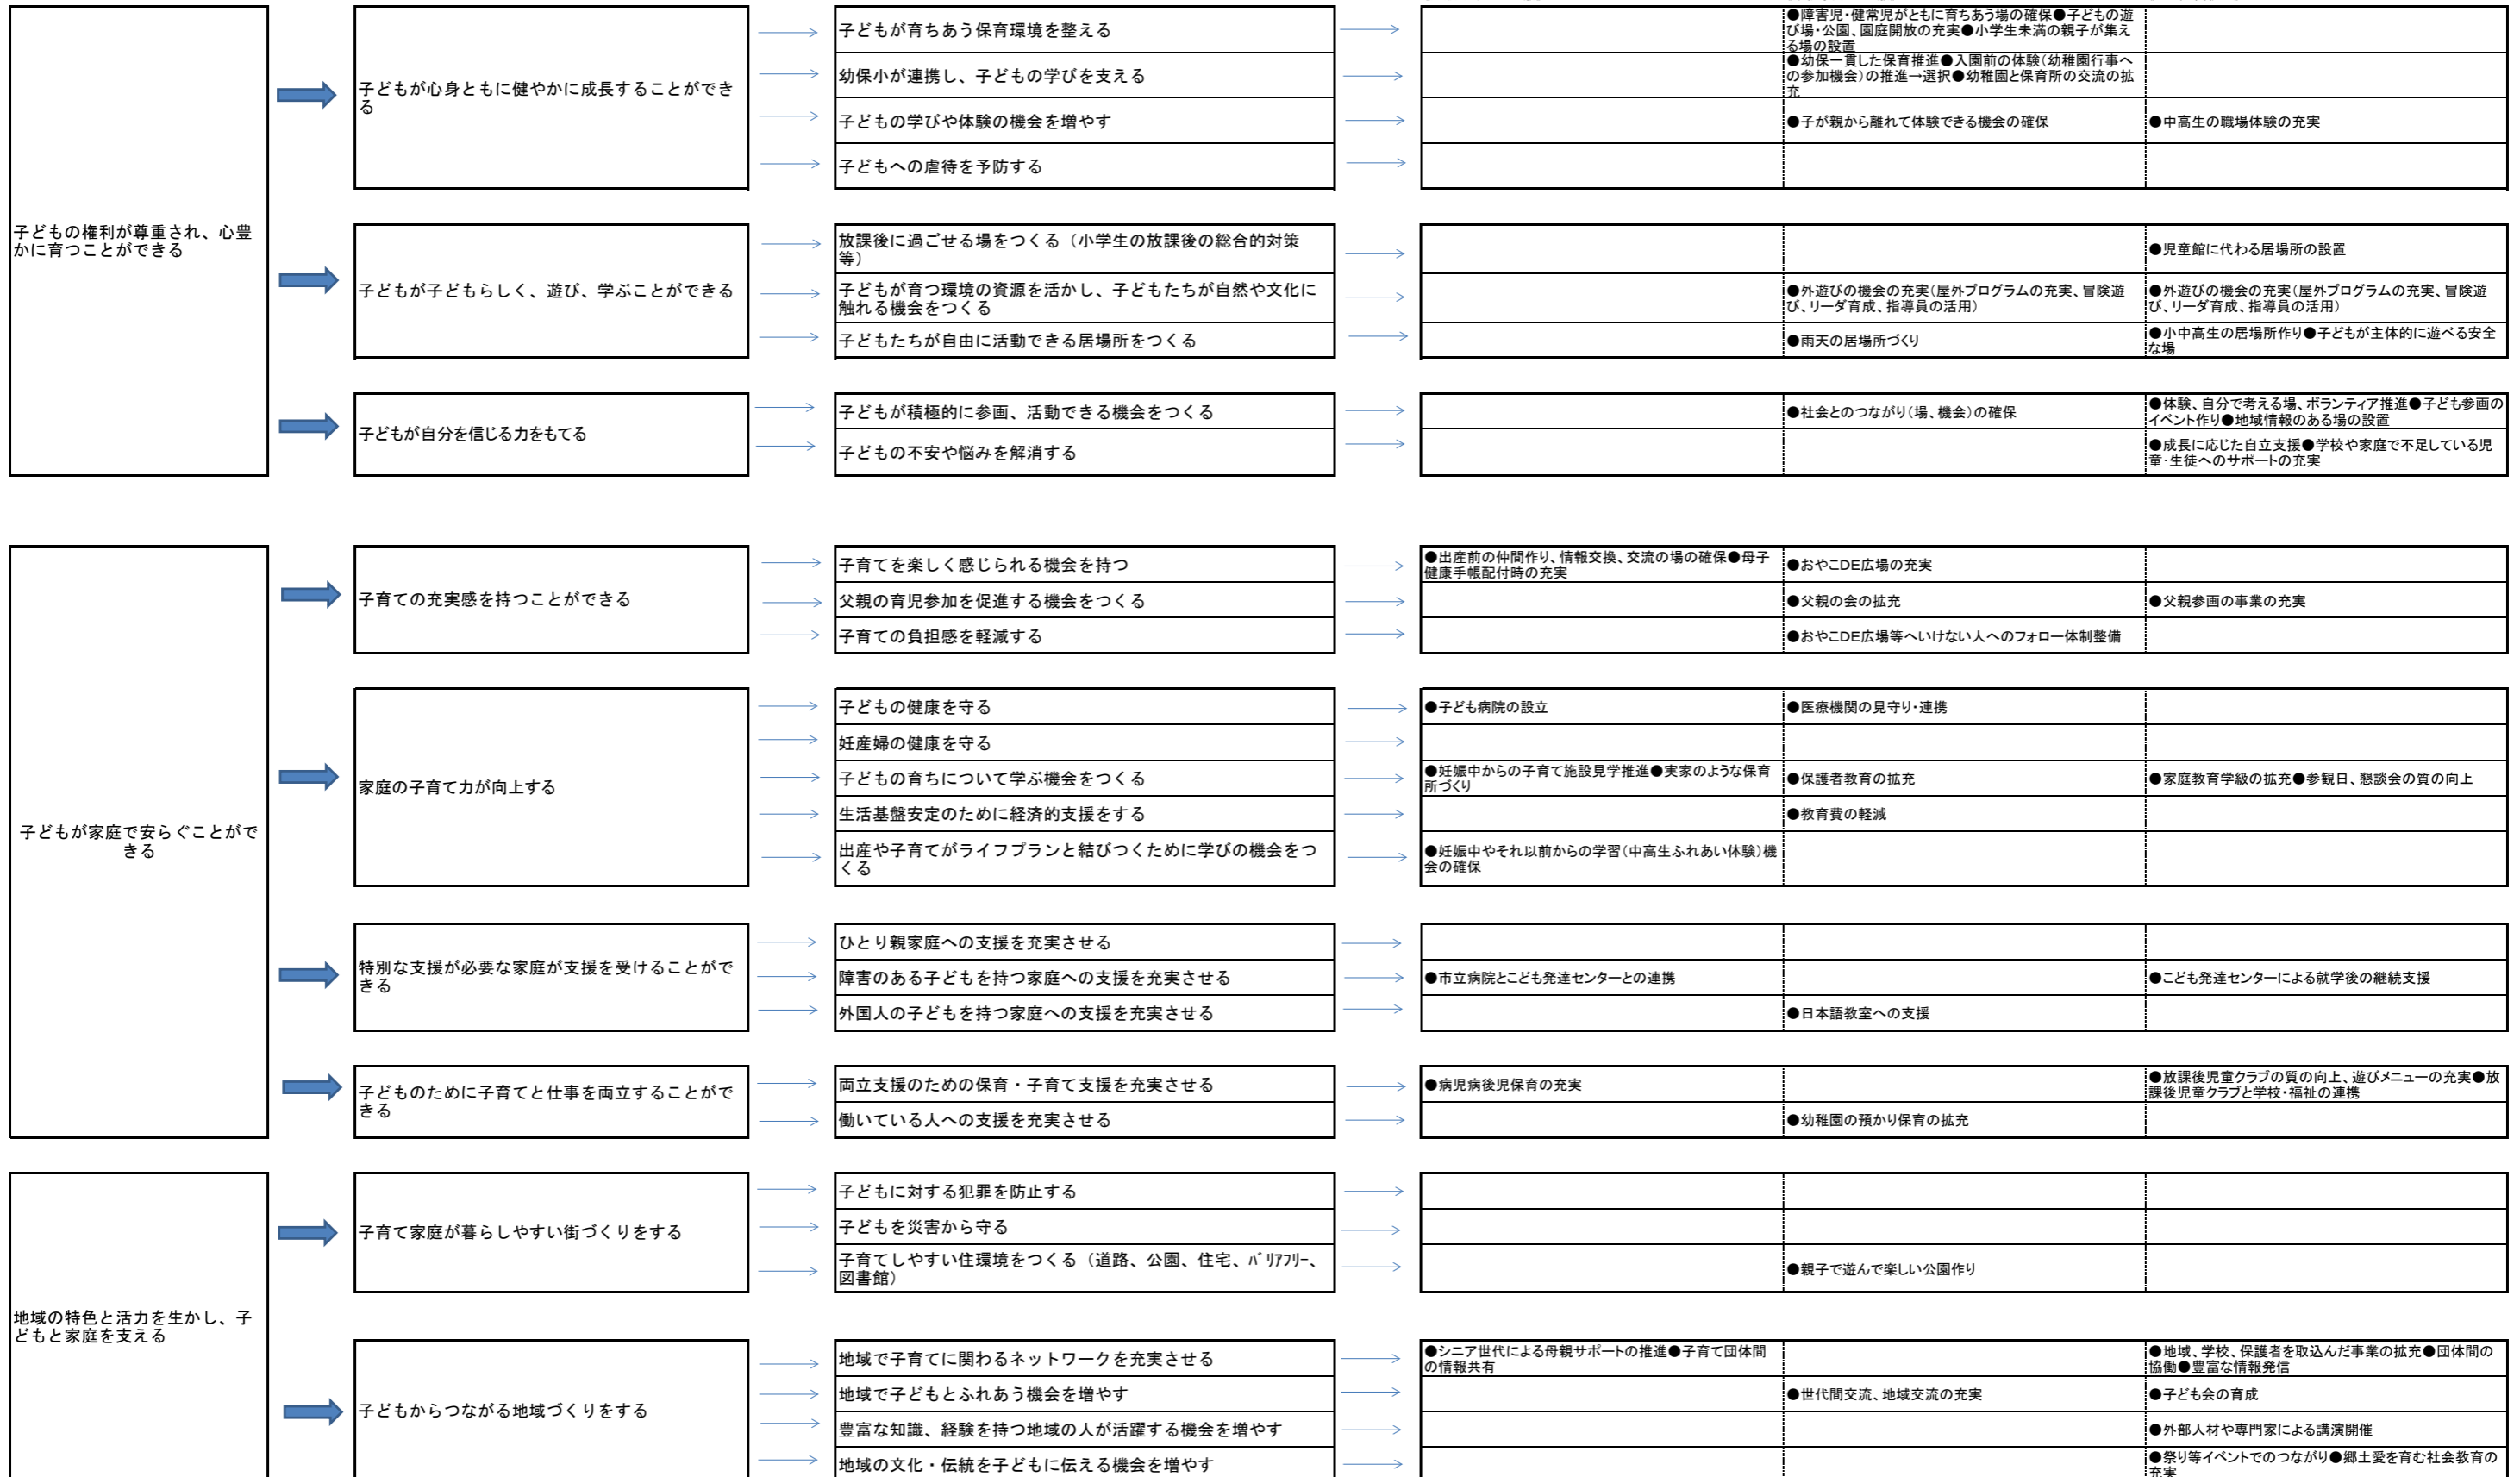 子どもの権利が尊重され、心豊
かに育つことができる
子どもが心身ともに健やかに成長することができ
る
子どもが育ちあう保育環境を整える
●障害児・健常児がともに育ちあう場の確保●子どもの遊
び場・公園、園庭開放の充実●小学生未満の親子が集え
る場の設置
幼保小が連携し、子どもの学びを支える
●幼保一貫した保育推進●入園前の体験(幼稚園行事へ
の参加機会)の推進→選択●幼稚園と保育所の交流の拡
充
子どもの学びや体験の機会を増やす
●子が親から離れて体験できる機会の確保
●中高生の職場体験の充実
子どもへの虐待を予防する
子どもが子どもらしく、遊び、学ぶことができる
放課後に過ごせる場をつくる（小学生の放課後の総合的対策
等）
●児童館に代わる居場所の設置
子どもが育つ環境の資源を活かし、子どもたちが自然や文化に
触れる機会をつくる
●外遊びの機会の充実(屋外プログラムの充実、冒険遊
び、リーダ育成、指導員の活用)
●外遊びの機会の充実(屋外プログラムの充実、冒険遊
び、リーダ育成、指導員の活用)
子どもたちが自由に活動できる居場所をつくる
●雨天の居場所づくり
●小中高生の居場所作り●子どもが主体的に遊べる安全
な場
子どもが自分を信じる力をもてる
子どもが積極的に参画、活動できる機会をつくる
●社会とのつながり(場、機会)の確保
●体験、自分で考える場、ボランティア推進●子ども参画の
イベント作り●地域情報のある場の設置
子どもの不安や悩みを解消する
●成長に応じた自立支援●学校や家庭で不足している児
童・生徒へのサポートの充実
子どもが家庭で安らぐことがで
きる
子育ての充実感を持つことができる
子育てを楽しく感じられる機会を持つ
●出産前の仲間作り、情報交換、交流の場の確保●母子
健康手帳配付時の充実
●おやこDE広場の充実
父親の育児参加を促進する機会をつくる
●父親の会の拡充
●父親参画の事業の充実
子育ての負担感を軽減する
●おやこDE広場等へいけない人へのフォロー体制整備
家庭の子育て力が向上する
子どもの健康を守る
●子ども病院の設立
●医療機関の見守り・連携
妊産婦の健康を守る
子どもの育ちについて学ぶ機会をつくる
●妊娠中からの子育て施設見学推進●実家のような保育
所づくり
●保護者教育の拡充
●家庭教育学級の拡充●参観日、懇談会の質の向上
生活基盤安定のために経済的支援をする
●教育費の軽減
出産や子育てがライフプランと結びつくために学びの機会をつ
くる
●妊娠中やそれ以前からの学習(中高生ふれあい体験)機
会の確保
特別な支援が必要な家庭が支援を受けることがで
きる
ひとり親家庭への支援を充実させる
障害のある子どもを持つ家庭への支援を充実させる
●市立病院とこども発達センターとの連携
●こども発達センターによる就学後の継続支援
外国人の子どもを持つ家庭への支援を充実させる
●日本語教室への支援
子どものために子育てと仕事を両立することがで
きる
両立支援のための保育・子育て支援を充実させる
●病児病後児保育の充実
●放課後児童クラブの質の向上、遊びメニューの充実●放
課後児童クラブと学校・福祉の連携
働いている人への支援を充実させる
●幼稚園の預かり保育の拡充
地域の特色と活力を生かし、子
どもと家庭を支える
子育て家庭が暮らしやすい街づくりをする
子どもに対する犯罪を防止する
子どもを災害から守る
子育てしやすい住環境をつくる（道路、公園、住宅、ﾊﾞﾘｱﾌﾘｰ、
図書館）
●親子で遊んで楽しい公園作り
子どもからつながる地域づくりをする
地域で子育てに関わるネットワークを充実させる
●シニア世代による母親サポートの推進●子育て団体間
の情報共有
●地域、学校、保護者を取込んだ事業の拡充●団体間の
協働●豊富な情報発信
地域で子どもとふれあう機会を増やす
●世代間交流、地域交流の充実
●子ども会の育成
豊富な知識、経験を持つ地域の人が活躍する機会を増やす
●外部人材や専門家による講演開催
地域の文化・伝統を子どもに伝える機会を増やす
●祭り等イベントでのつながり●郷土愛を育む社会教育の
充実